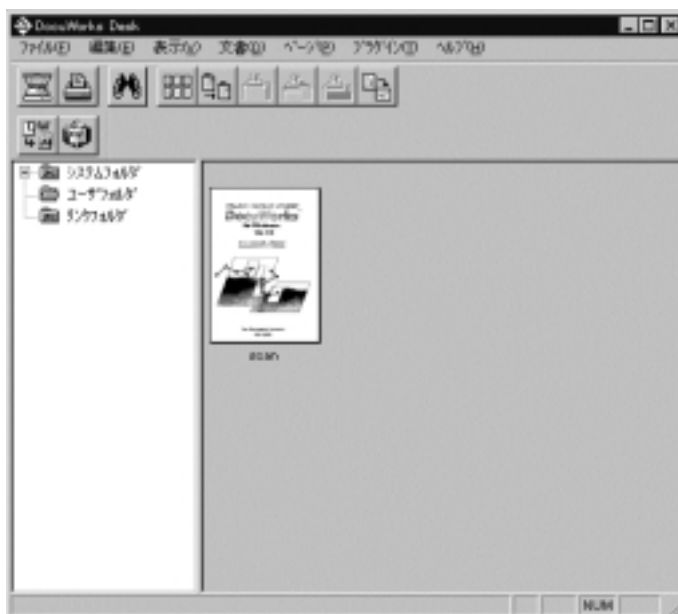 DocuWorks Desk
ﾌｧｲﾙ(F) 編集(E) 表示(V) 文書(D) ﾍﾟｰｼﾞ(P) ﾌﾟﾗｸﾞｲﾝ(I) ﾍﾙﾌﾟ(H)
ｼｽﾃﾑﾌｫﾙﾀﾞ
ﾕｰｻﾞﾌｫﾙﾀﾞ
ﾘﾝｸﾌｫﾙﾀﾞ
DocuWorks
scan
NUM